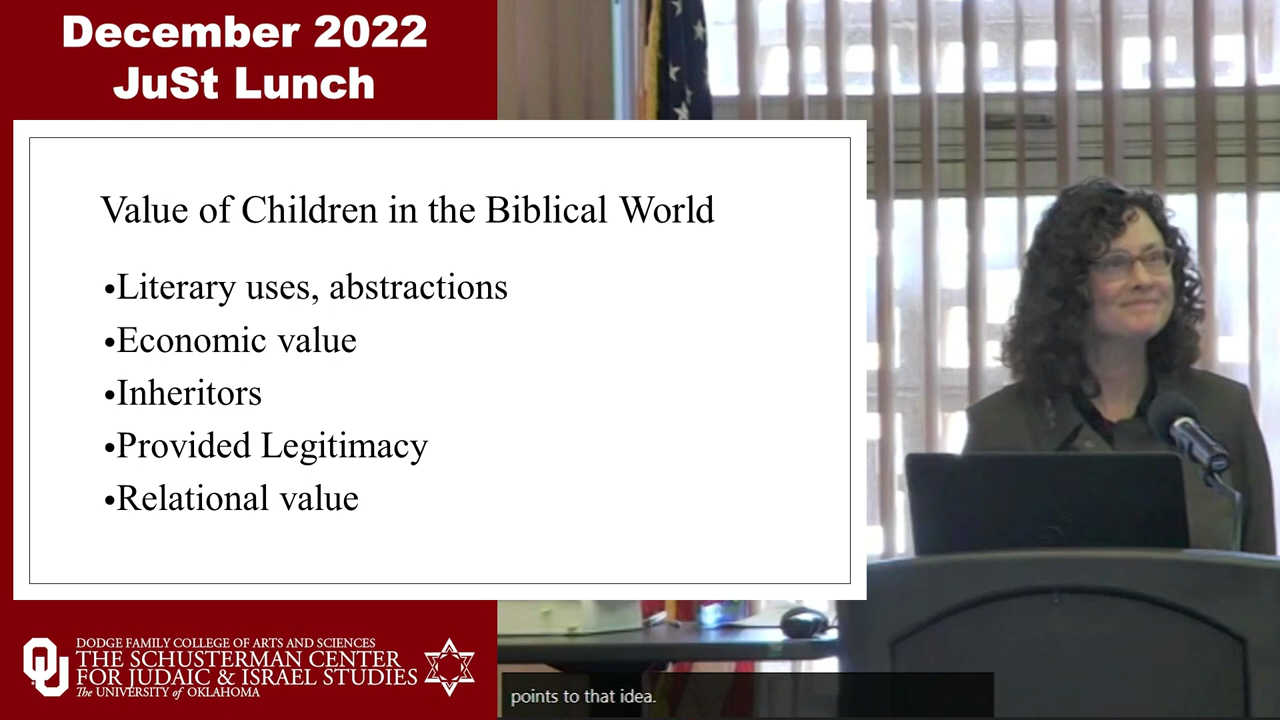 December 2022
JuSt Lunch
Value of Children in the Biblical World
•Literary uses, abstractions
•Economic value
•Inheritors
•Provided Legitimacy
•Relational value
OU
DODGE FAMILY COLLEGE OF ARTS AND SCIENCES
THE SCHUSTERMAN CENTER
FOR JUDAIC & ISRAEL STUDIES
The UNIVERSITY of OKLAHOMA
points to that idea.